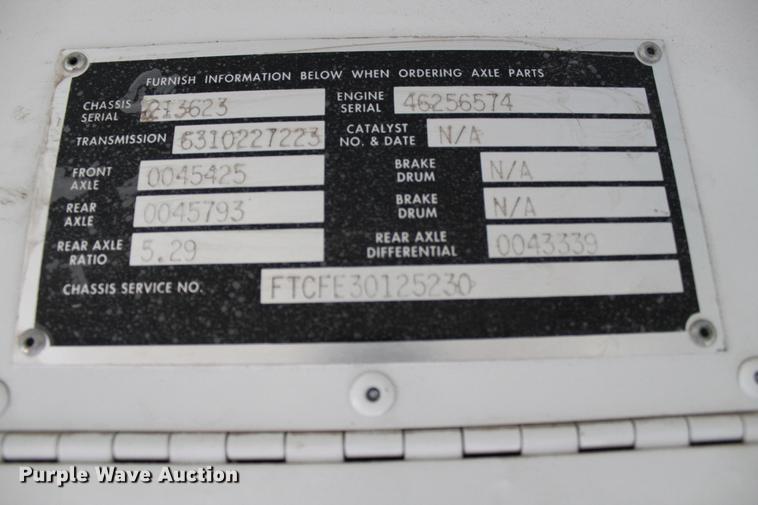 FURNISH INFORMATION BELOW WHEN ORDERING AXLE PARTS
CHASSIS SERIAL 213623 ENGINE SERIAL 46256574
TRANSMISSION 6310227223 CATALYST NO. & DATE N/A
FRONT AXLE 0045425 BRAKE DRUM N/A
REAR AXLE 0045793 BRAKE DRUM N/A
REAR AXLE RATIO 5.29 REAR AXLE DIFFERENTIAL 0043339
CHASSIS SERVICE NO. FTCFE30125230
Purple Wave Auction